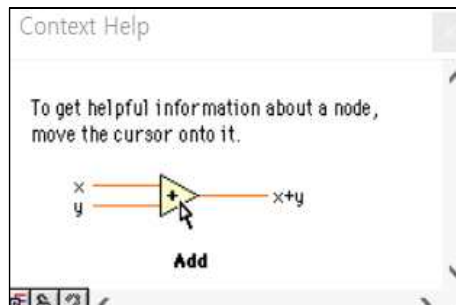 Context Help
To get helpful information about a node,
move the cursor onto it.
x
y
+
x+y
Add